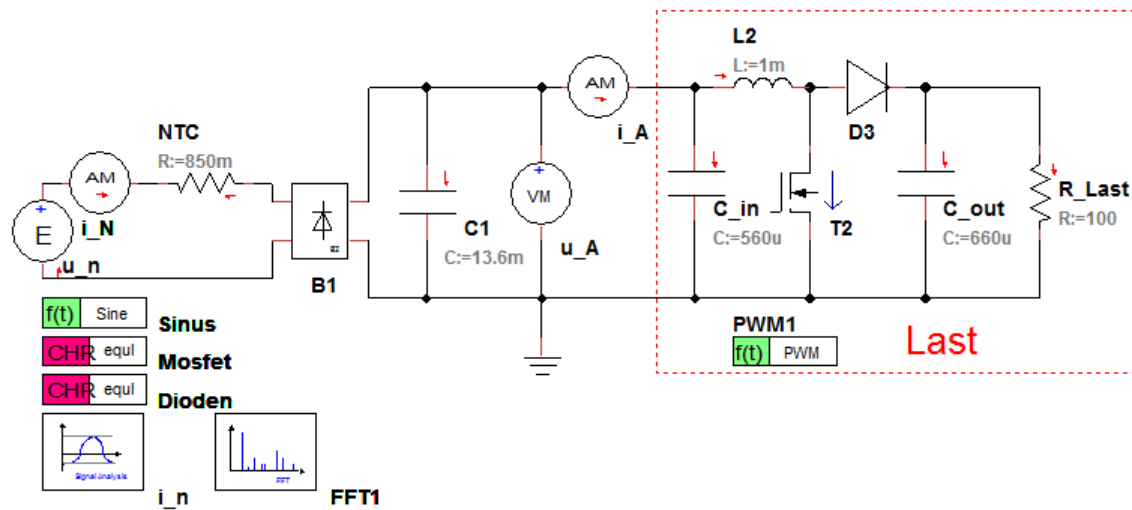 L2
L:=1m
AM
i_A
D3
NTC
R:=850m
AM
i_N
E
u_n
B1
C1
C:=13.6m
VM
u_A
C_in
C:=560u
T2
C_out
C:=660u
R_Last
R:=100
f(t) Sine Sinus
CHR equl Mosfet
CHR equl Dioden
PWM1
f(t) PWM
Last
Signal Analysis
i_n
FFT
FFT1